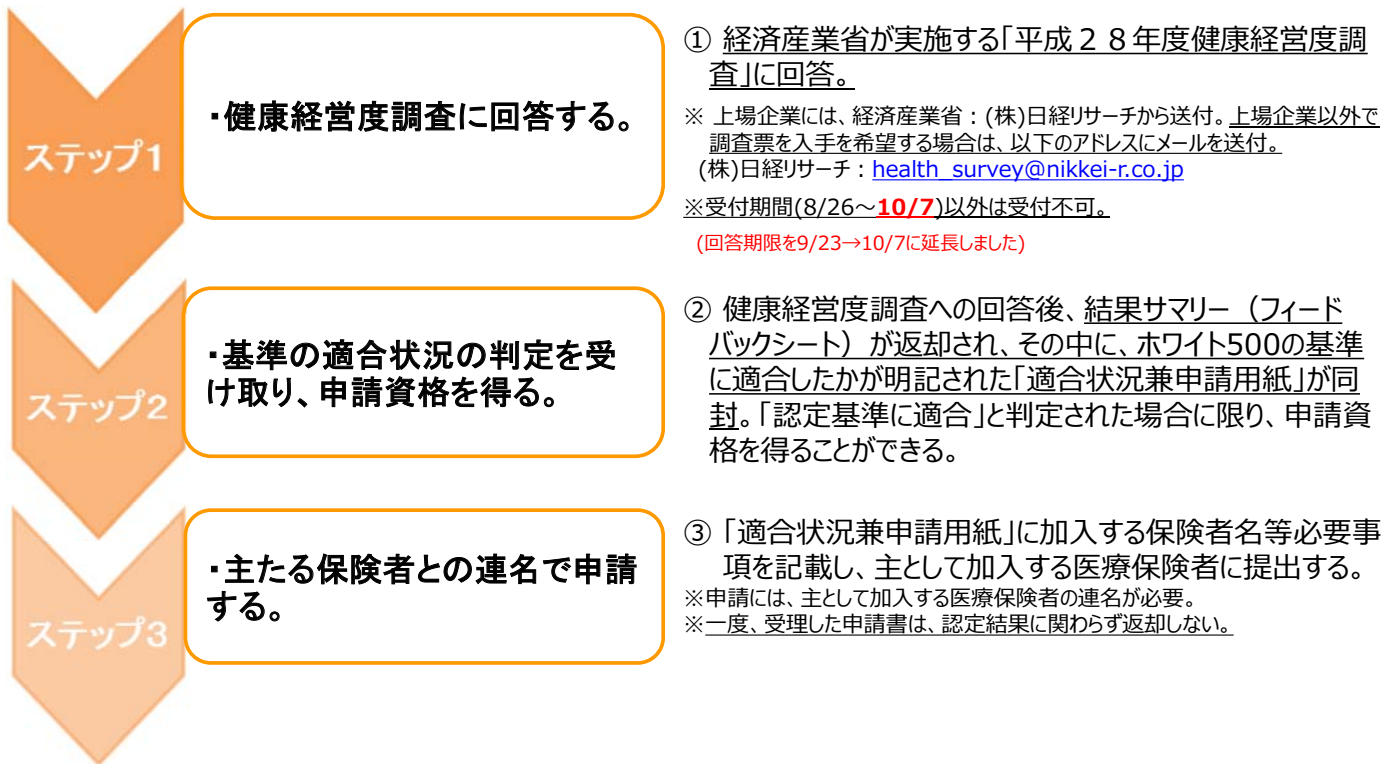 ステップ1
・健康経営度調査に回答する。
① 経済産業省が実施する「平成２８年度健康経営度調
査」に回答。
※ 上場企業には、経済産業省：(株)日経リサーチから送付。上場企業以外で
調査票を入手を希望する場合は、以下のアドレスにメールを送付。
(株)日経リサーチ：health_survey@nikkei-r.co.jp
※受付期間(8/26～10/7)以外は受付不可。
(回答期限を9/23→10/7に延長しました)
ステップ2
・基準の適合状況の判定を受
け取り、申請資格を得る。
② 健康経営度調査への回答後、結果サマリー（フィード
バックシート）が返却され、その中に、ホワイト500の基準
に適合したかが明記された「適合状況兼申請用紙」が同
封。「認定基準に適合」と判定された場合に限り、申請資
格を得ることができる。
ステップ3
・主たる保険者との連名で申請
する。
③ 「適合状況兼申請用紙」に加入する保険者名等必要事
項を記載し、主として加入する医療保険者に提出する。
※申請には、主として加入する医療保険者の連名が必要。
※一度、受理した申請書は、認定結果に関わらず返却しない。